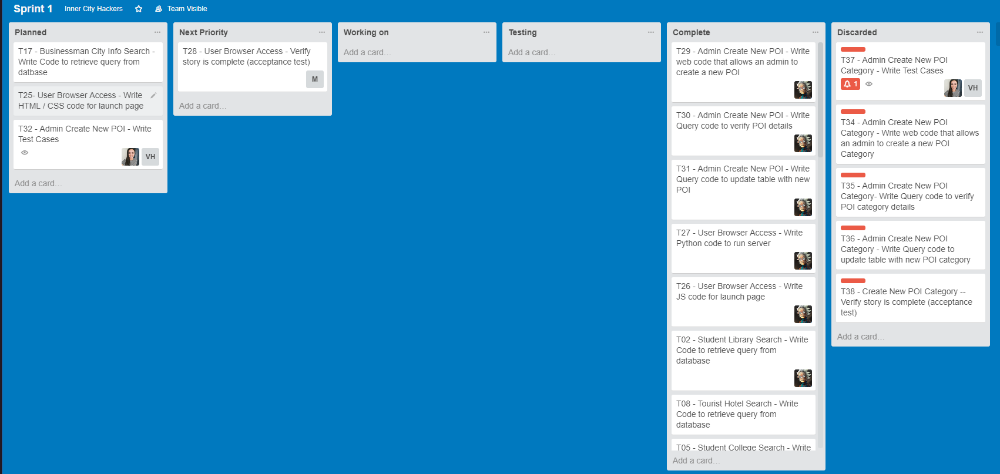 Sprint 1
Inner City Hackers
Team Visible
Planned
T17 - Businessman City Info Search -
Write Code to retrieve query from
datbase
T25- User Browser Access - Write
HTML / CSS code for launch page
T32 - Admin Create New POI - Write
Test Cases
VH
Add a card...
Next Priority
T28 - User Browser Access - Verify
story is complete (acceptance test)
M
Add a card...
Working on
Add a card...
Testing
Add a card...
Complete
T29 - Admin Create New POI - Write
web code that allows an admin to
create a new POI
T30 - Admin Create New POI - Write
Query code to verify POI details
T31 - Admin Create New POI - Write
Query code to update table with new
POI
T27 - User Browser Access - Write
Python code to run server
T26 - User Browser Access - Write
JS code for launch page
T02 - Student Library Search - Write
Code to retrieve query from
database
T08 - Tourist Hotel Search - Write
Code to retrieve query from
database
T05 - Student College Search - Write
Add a card...
Discarded
T37 - Admin Create New POI
Category - Write Test Cases
1
VH
T34 - Admin Create New POI
Category - Write web code that allows
an admin to create a new POI
Category
T35 - Admin Create New POI
Category- Write Query code to verify
POI category details
T36 - Admin Create New POI
Category - Write Query code to
update table with new POI category
T38 - Create New POI Category --
Verify story is complete (acceptance
test)
Add a card...